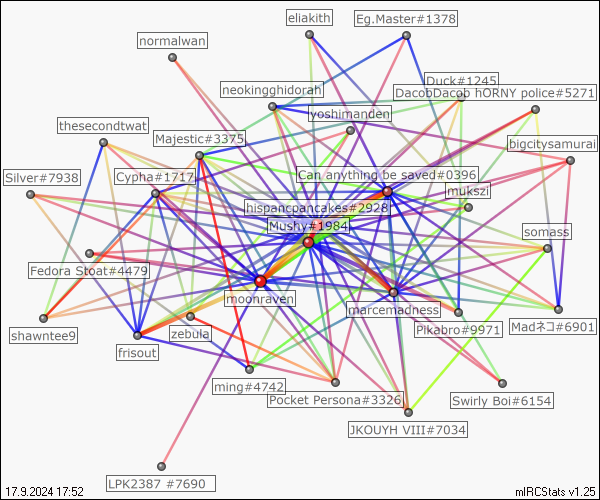 eliakith
Eg.Master#1378
normalwan
Duck#1245
neokingghidorah
DacobDacob hORNY police#5271
yoshimanden
thesecondtwat
Majestic#3375
bigcitysamurai
Silver#7938
Cypha#1717
Can anything be saved#0396
mukszi
hispancpancakes#2928
Mushy#1984
somass
Fedora Stoat#4479
moonraven
marcemadness
shawntee9
zebula
Pikabro#9971
Madネコ#6901
frisout
ming#4742
Pocket Persona#3326
Swirly Boi#6154
JKOUYH VIII#7034
LPK2387 #7690
17.9.2024 17:52
mIRCStats v1.25